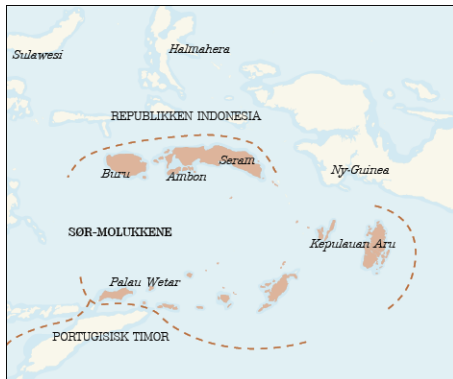 Sulawesi
Halmahera
REPUBLIKKEN INDONESIA
Buru
Ambon
Seram
Ny-Guinea
SØR-MOLUKKENE
Kepulauan Aru
Palau Wetar
PORTUGISISK TIMOR